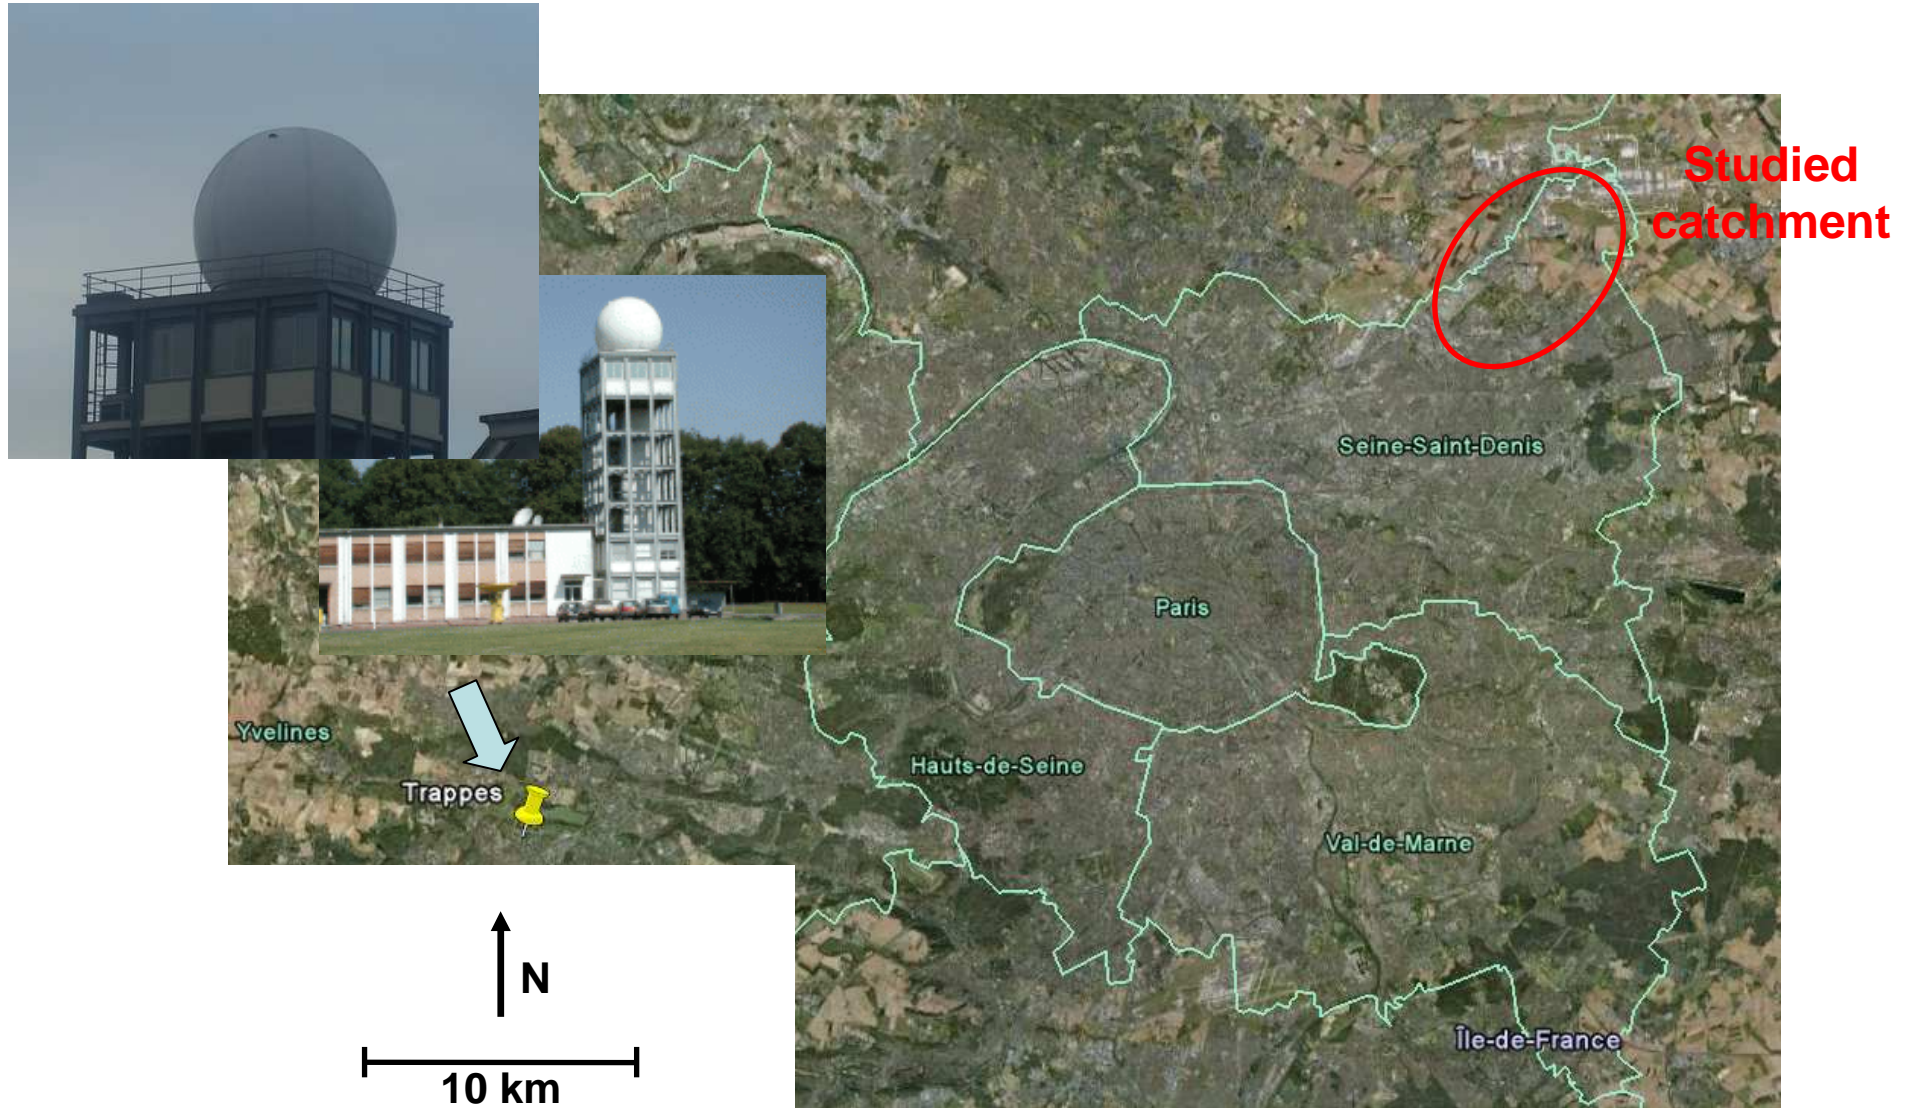 Studied
catchment
Seine-Saint-Denis
Paris
Yvelines
Hauts-de-Seine
Trappes
Val-de-Marne
N
Île-de-France
10 km